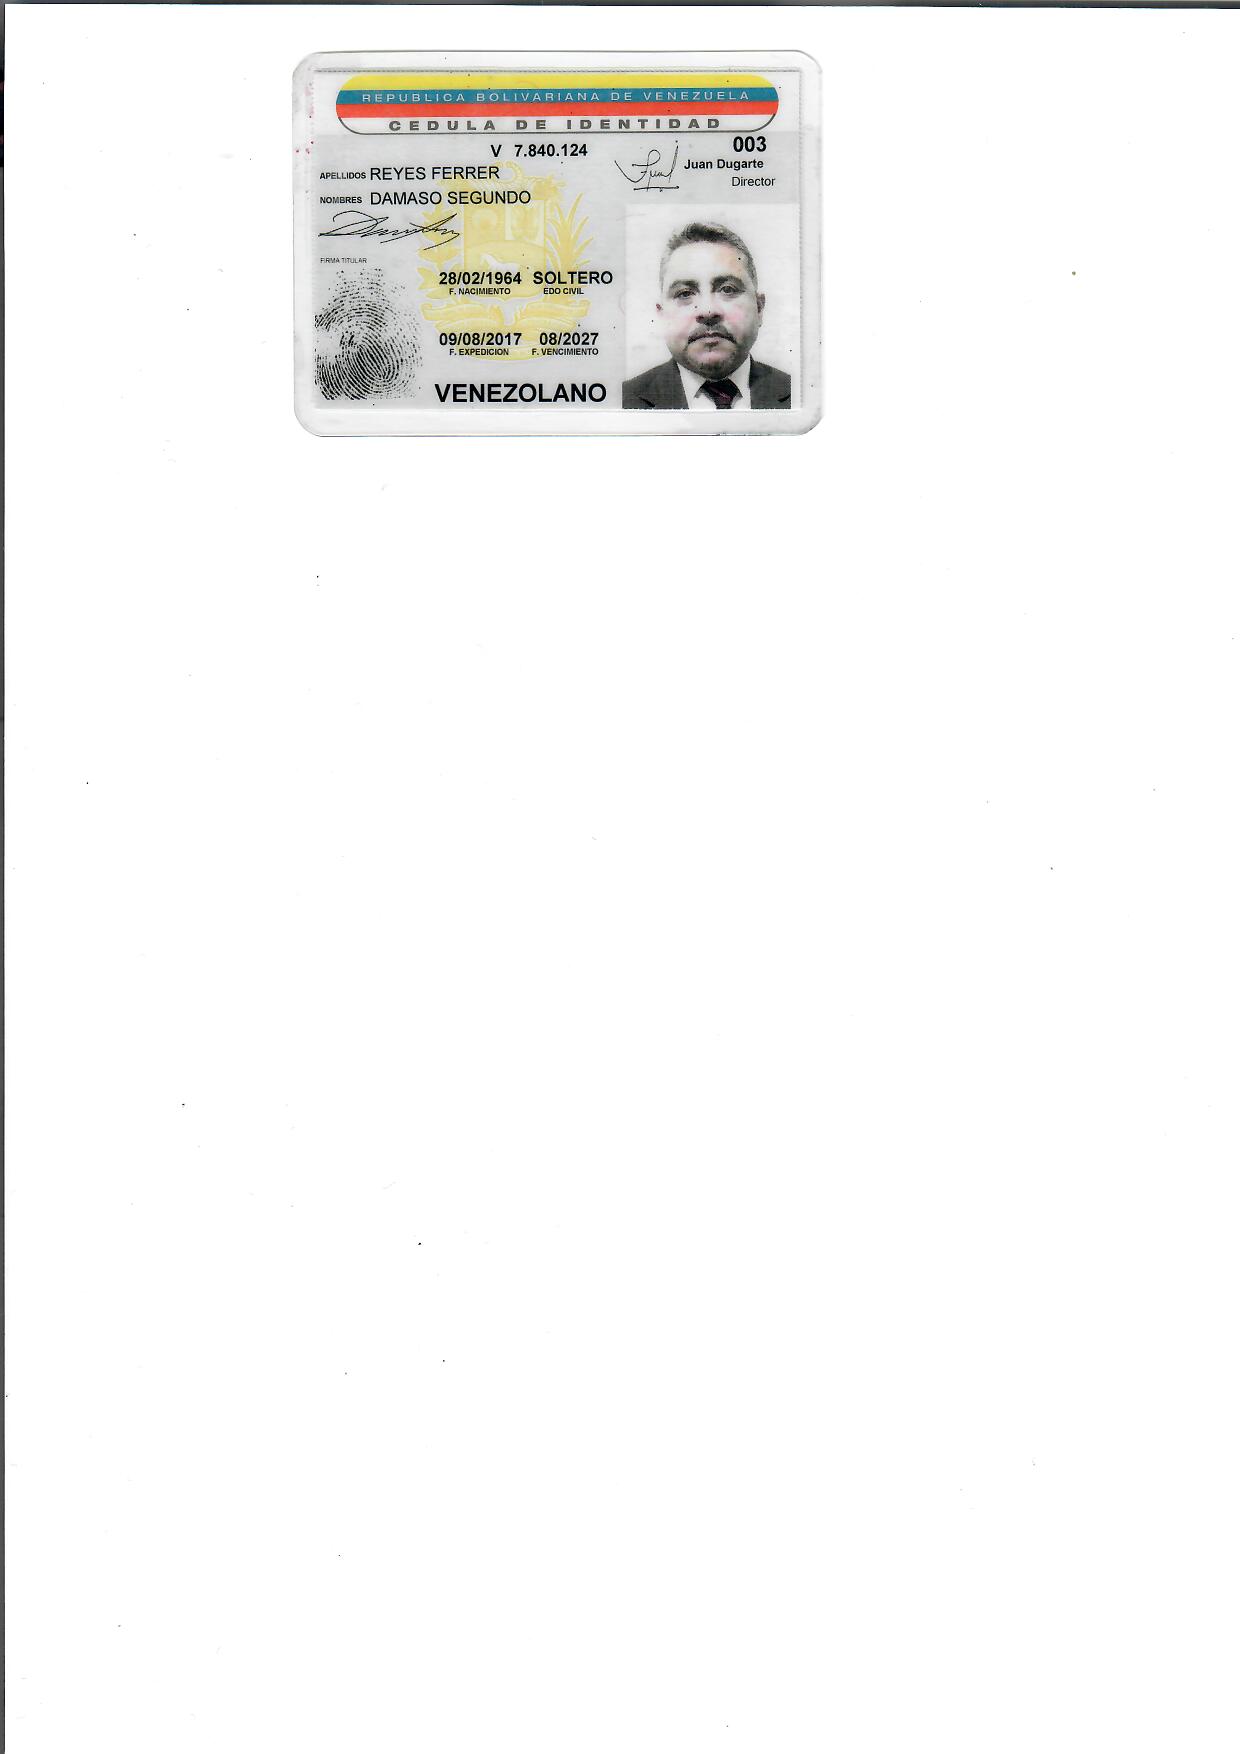 REPUBLICA BOLIVARIANA DE VENEZUELA
CEDULA DE IDENTIDAD
V 7.840.124
003
Juan Dugarte
Director
APELLIDOS REYES FERRER
NOMBRES DAMASO SEGUNDO
FIRMA TITULAR
28/02/1964 SOLTERO
F. NACIMIENTO EDO CIVIL
09/08/2017 08/2027
F. EXPEDICION F. VENCIMIENTO
VENEZOLANO